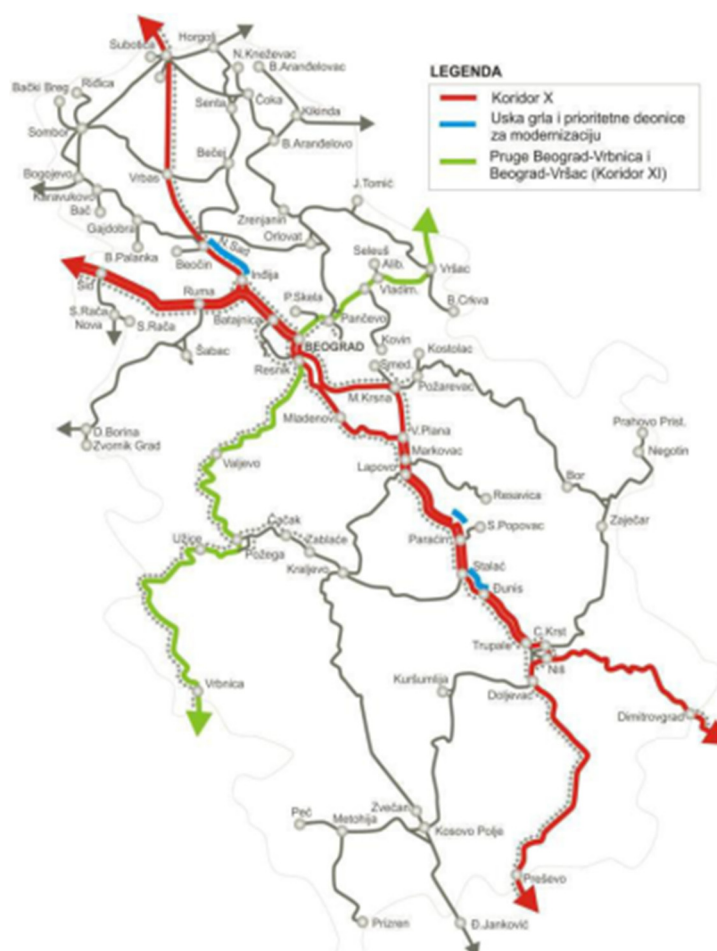 Subotica
Horgoš
N.Kneževac
B.Aranđelovac
Bački Breg
Riđica
Senta
Čoka
Kikinda
Sombor
B.Aranđelovo
Bečej
Bogojevo
Vrbas
J.Tomić
Karavukovo
Bač
Zrenjanin
Gajdobra
Orlovat
N.Sad
B.Palanka
Beočin
Seleuš
Alib.
Vršac
Inđija
Šid
Ruma
Vladim.
P.Skela
S.Rača
Nova
S.Rača
Batajnica
Pančevo
B.Crkva
Kovin
BEOGRAD
Šabac
Resnik
Smed.
Kostolac
Požarevac
M.Krsna
Mladenovac
V.Plana
Prahovo Prist.
D.Borina
Zvornik Grad
Markovac
Negotin
Valjevo
Lapovo
Bor
Resavica
Čačak
S.Popovac
Zaječar
Užice
Zablaće
Paraćin
Požega
Kraljevo
Stalać
Đunis
C.Krst
Trupale
Niš
Vrbnica
Kuršumlija
Doljevac
Dimitrovgrad
Zvečan
Peć
Metohija
Kosovo Polje
Preševo
Prizren
Đ.Janković
LEGENDA
Koridor X
Uska grla i prioritetne deonice
za modernizaciju
Pruge Beograd-Vrbnica i
Beograd-Vršac (Koridor XI)